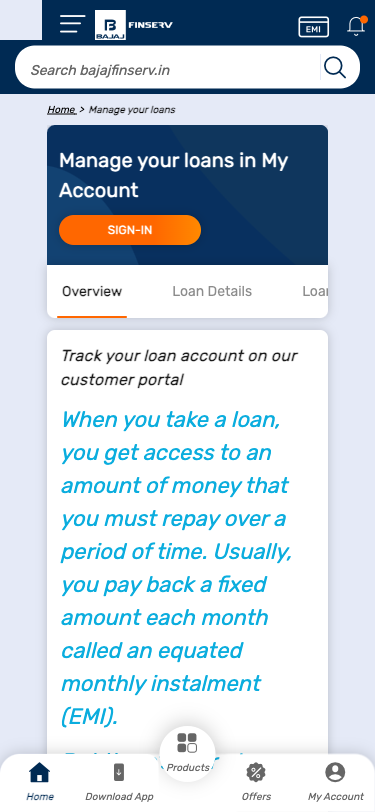 B
BAJAJ
FINSERV
EMI
Search bajajfinserv.in
Home > Manage your loans
Manage your loans in My
Account
SIGN-IN
Overview Loan Details Loan
Track your loan account on our
customer portal
When you take a loan,
you get access to an
amount of money that
you must repay over a
period of time. Usually,
you pay back a fixed
amount each month
called an equated
monthly instalment
(EMI).
Home Download App Products Offers My Account